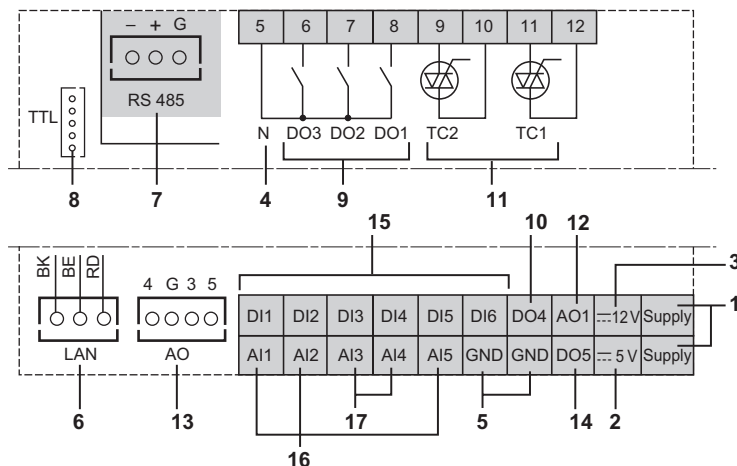 − + G 5 6 7 8 9 10 11 12
RS 485
TTL
N DO3 DO2 DO1 TC2 TC1
8 7 4 9 11
15 10 12
3
BK BE RD
4 G 3 5
1
DI1 DI2 DI3 DI4 DI5 DI6 DO4 AO1 ⎓12 V Supply
AI1 AI2 AI3 AI4 AI5 GND GND DO5 ⎓ 5 V Supply
LAN AO
6 13 17 5 14 2
16